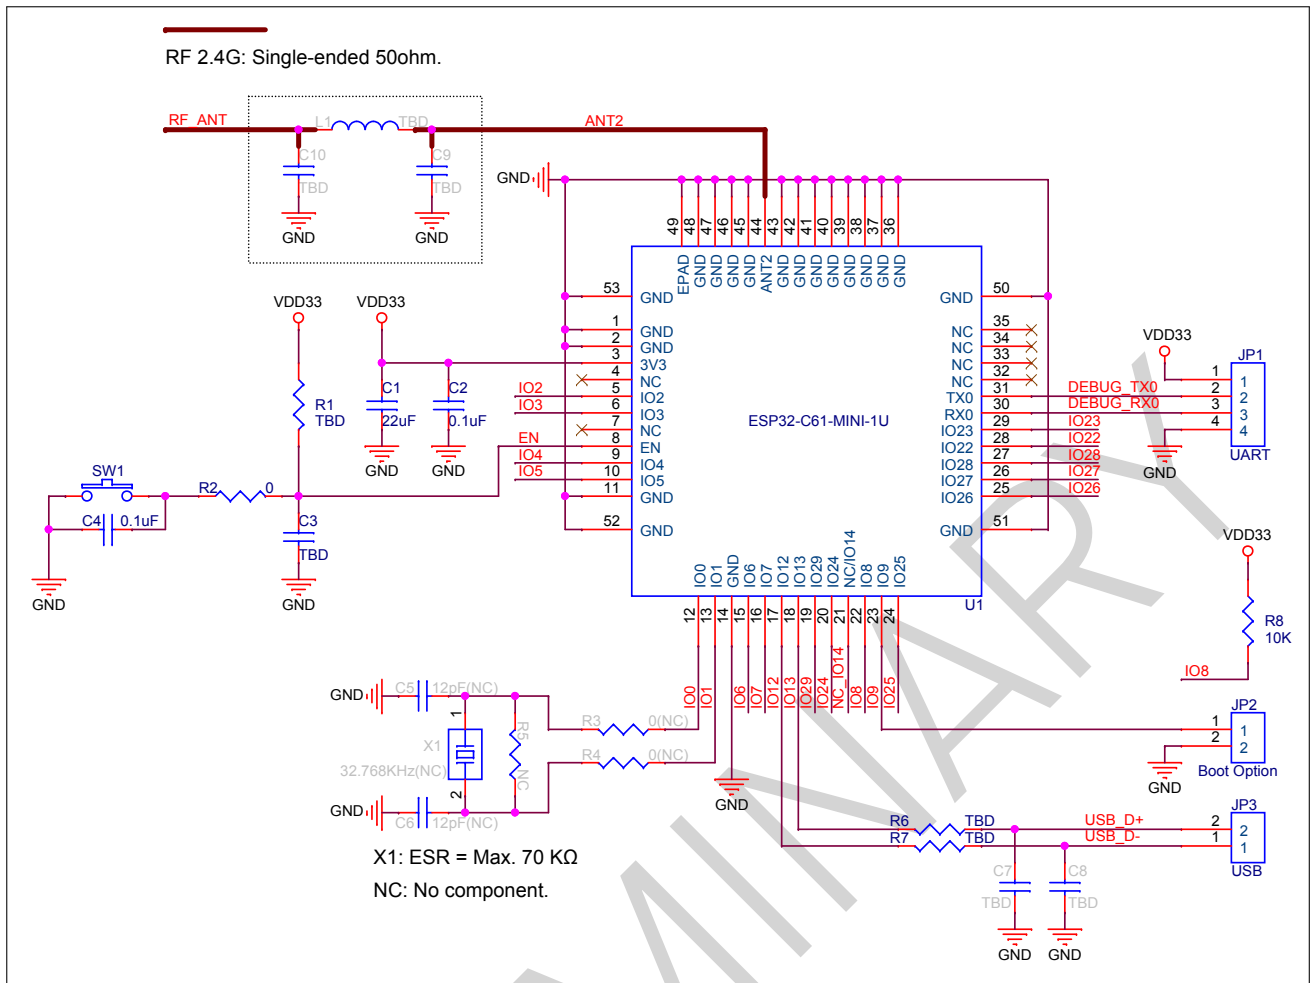 RF 2.4G: Single-ended 50ohm.
RF_ANT
L1
TBD
ANT2
C10
TBD
C9
TBD
GND
GND
GND
49 48 47 46 45 44 43 42 41 40 39 38 37 36
EPAD GND GND GND GND ANT2 GND GND GND GND GND GND GND GND
53 GND
1 GND
2 GND
3 3V3
4 NC
IO2 5 IO2
IO3 6 IO3
7 NC
EN 8 EN
IO4 9 IO4
IO5 10 IO5
11 GND
52 GND
ESP32-C61-MINI-1U
U1
GND 50
NC 35
NC 34
NC 33
NC 32
TX0 31 DEBUG_TX0
RX0 30 DEBUG_RX0
IO23 29 IO23
IO22 28 IO22
IO28 27 IO28
IO27 26 IO27
IO26 25 IO26
GND 51
VDD33
JP1
1 1
2 2
3 3
4 4
UART
GND
VDD33
VDD33
R1
TBD
C1
22uF
C2
0.1uF
GND
GND
SW1
R2 0
C4 0.1uF
C3
TBD
GND
GND
IO0 IO1 GND IO6 IO7 IO12 IO13 IO29 IO24 NC/IO14 IO8 IO9 IO25
12 13 14 15 16 17 18 19 20 21 22 23 24
IO0 IO1 IO6 IO7 IO12 IO13 IO29 IO24 NC_IO14 IO8 IO9 IO25
VDD33
R8
10K
IO8
GND C5 12pF(NC)
1
X1
32.768KHz(NC)
2
R5
NC
R3 0(NC)
R4 0(NC)
GND C6 12pF(NC)
GND
JP2
1 1
2 2
Boot Option
GND
R6 TBD
R7 TBD
USB_D+
USB_D-
JP3
2 2
1 1
USB
C7
TBD
C8
TBD
GND
GND
X1: ESR = Max. 70 KΩ
NC: No component.
MINARY